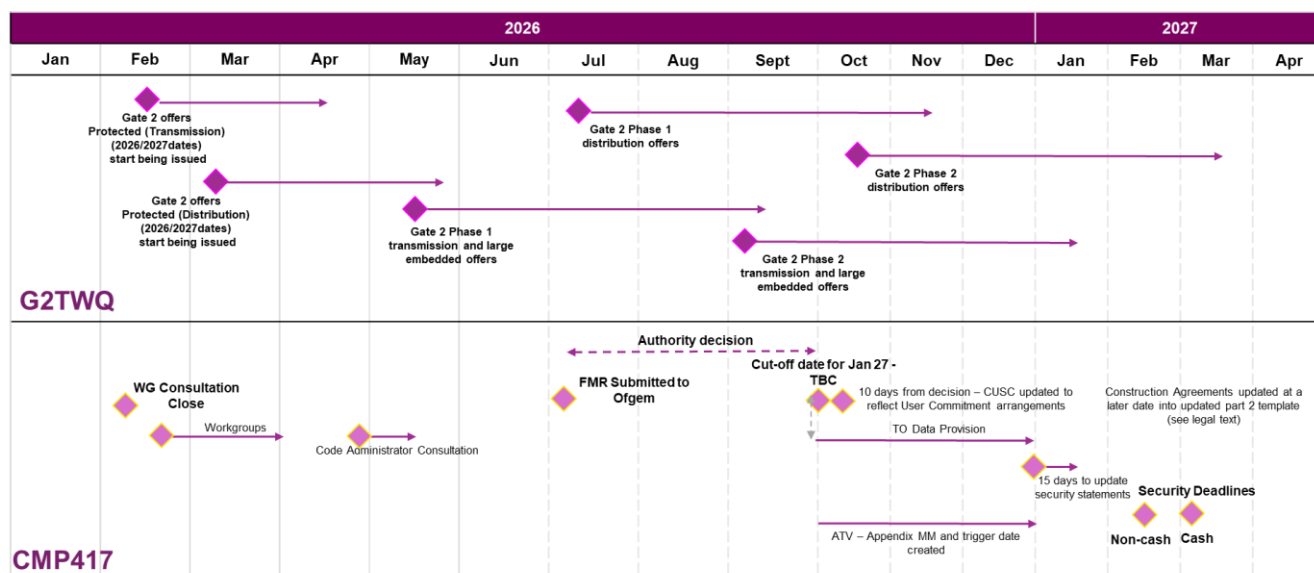 2026
2027
Jan
Feb
Mar
Apr
May
Jun
Jul
Aug
Sept
Oct
Nov
Dec
Jan
Feb
Mar
Apr
Gate 2 offers
Protected (Transmission)
(2026/2027dates)
start being issued
Gate 2 Phase 1
distribution offers
Gate 2 Phase 2
distribution offers
Gate 2 offers
Protected (Distribution)
(2026/2027dates)
start being issued
Gate 2 Phase 1
transmission and large
embedded offers
Gate 2 Phase 2
transmission and large
embedded offers
G2TWQ
Authority decision
Cut-off date for Jan 27 -
TBC
WG Consultation
Close
FMR Submitted to
Ofgem
10 days from decision – CUSC updated to
reflect User Commitment arrangements
Construction Agreements updated at a
later date into updated part 2 template
(see legal text)
Workgroups
Code Administrator Consultation
TO Data Provision
15 days to update
security statements
Security Deadlines
Non-cash
Cash
ATV – Appendix MM and trigger date
created
CMP417